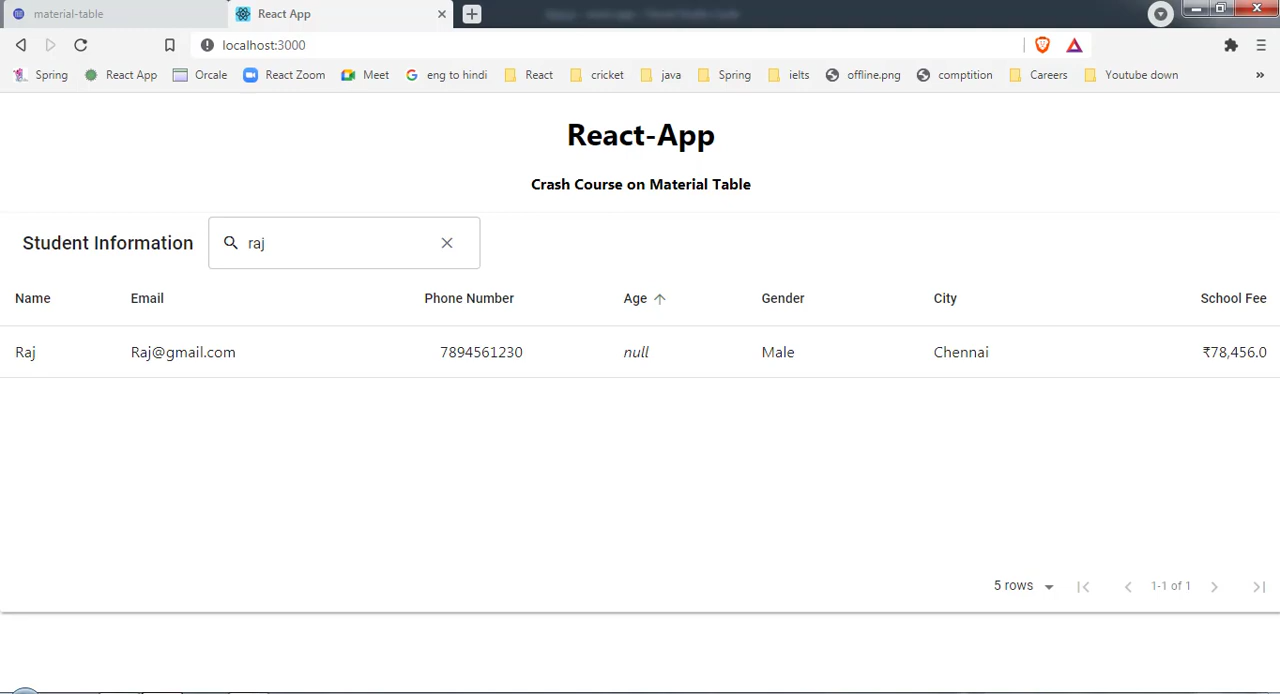 material-table React App
localhost:3000
Spring React App Orcale React Zoom Meet eng to hindi React cricket java Spring ielts offline.png comptition Careers Youtube down »
React-App
Crash Course on Material Table
Student Information raj
Name Email Phone Number Age Gender City School Fee
Raj Raj@gmail.com 7894561230 null Male Chennai ₹78,456.0
5 rows 1-1 of 1